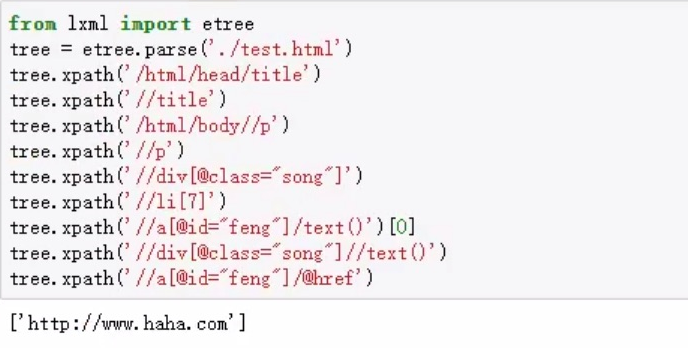 from lxml import etree
tree = etree.parse('./test.html')
tree.xpath('/html/head/title')
tree.xpath('//title')
tree.xpath('/html/body//p')
tree.xpath('//p')
tree.xpath('//div[@class="song"]')
tree.xpath('//li[7]')
tree.xpath('//a[@id="feng"]/text()')[0]
tree.xpath('//div[@class="song"]//text()')
tree.xpath('//a[@id="feng"]/@href')
['http://www.haha.com']